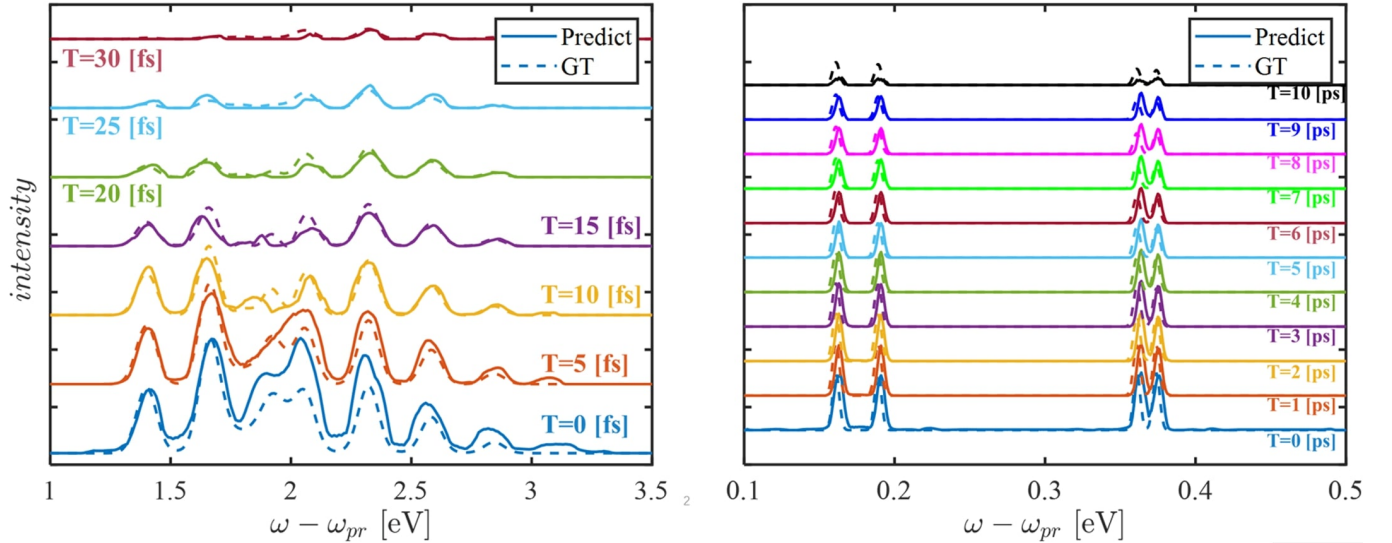 Predict
GT
T=30 [fs]
T=25 [fs]
T=20 [fs]
T=15 [fs]
T=10 [fs]
T=5 [fs]
T=0 [fs]
intensity
1 1.5 2 2.5 3 3.5
ω − ω_pr [eV]
2
Predict
GT
T=10 [ps]
T=9 [ps]
T=8 [ps]
T=7 [ps]
T=6 [ps]
T=5 [ps]
T=4 [ps]
T=3 [ps]
T=2 [ps]
T=1 [ps]
T=0 [ps]
0.1 0.2 0.3 0.4 0.5
ω − ω_pr [eV]